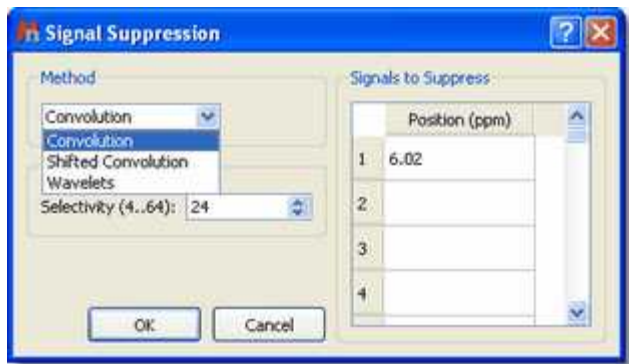 Signal Suppression
Method
Convolution
Convolution
Shifted Convolution
Wavelets
Selectivity (4..64): 24
OK
Cancel
Signals to Suppress
Position (ppm)
1 6.02
2
3
4